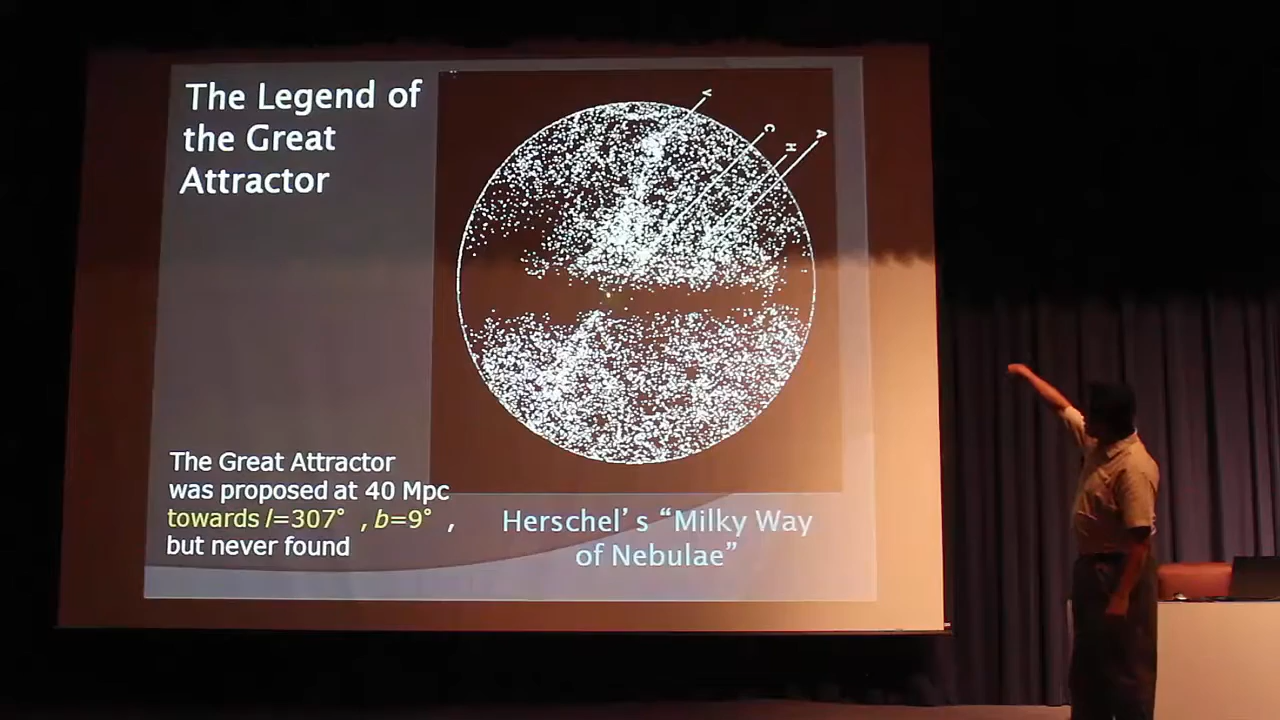 The Legend of
the Great
Attractor
V
C
H
A
The Great Attractor
was proposed at 40 Mpc
towards l=307° , b=9° ,
but never found
Herschel’s “Milky Way
of Nebulae”